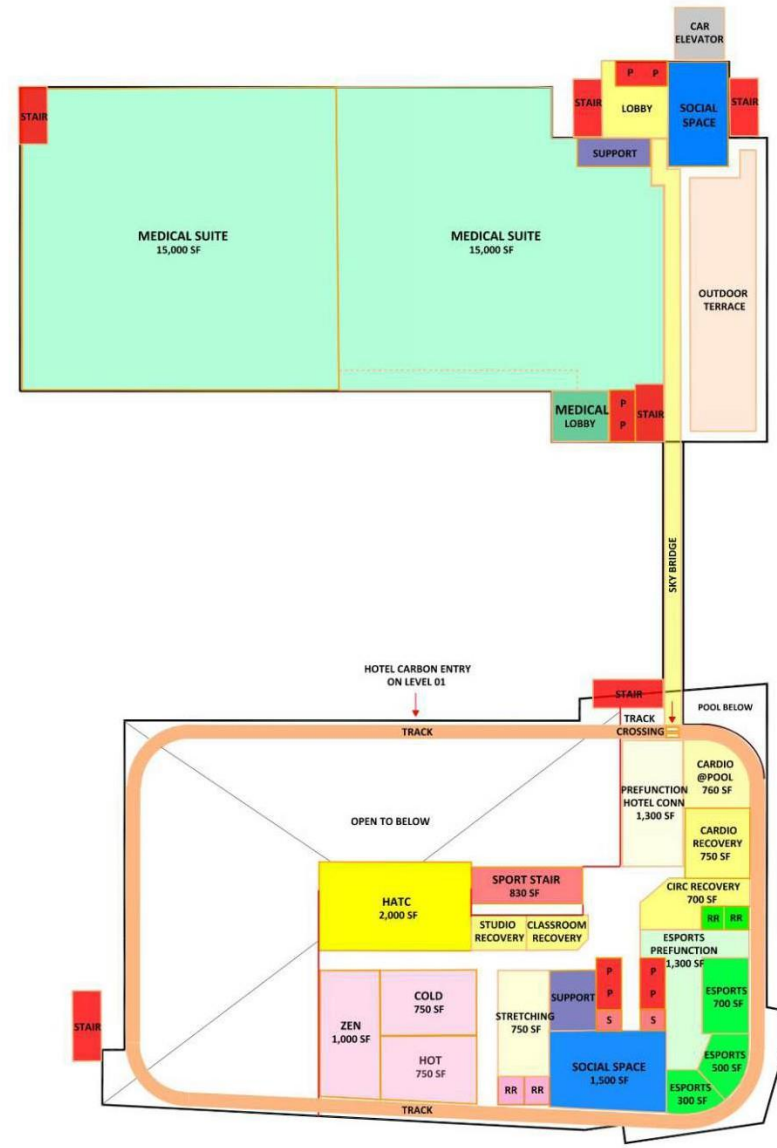 CAR
ELEVATOR
P P
LOBBY
STAIR
SOCIAL
SPACE
STAIR
STAIR
SUPPORT
MEDICAL SUITE
15,000 SF
MEDICAL SUITE
15,000 SF
OUTDOOR
TERRACE
MEDICAL
LOBBY
P
P
STAIR
SKY BRIDGE
HOTEL CARBON ENTRY
ON LEVEL 01
STAIR
POOL BELOW
TRACK
TRACK
CROSSING
CARDIO
@POOL
760 SF
PREFUNCTION
HOTEL CONN
1,300 SF
OPEN TO BELOW
CARDIO
RECOVERY
750 SF
HATC
2,000 SF
SPORT STAIR
830 SF
CIRC RECOVERY
700 SF
RR RR
STUDIO
RECOVERY
CLASSROOM
RECOVERY
ESPORTS
PREFUNCTION
1,300 SF
ZEN
1,000 SF
COLD
750 SF
HOT
750 SF
STRETCHING
750 SF
SUPPORT
P
P
S
P
P
S
ESPORTS
700 SF
STAIR
SOCIAL SPACE
1,500 SF
ESPORTS
500 SF
ESPORTS
300 SF
RR RR
TRACK